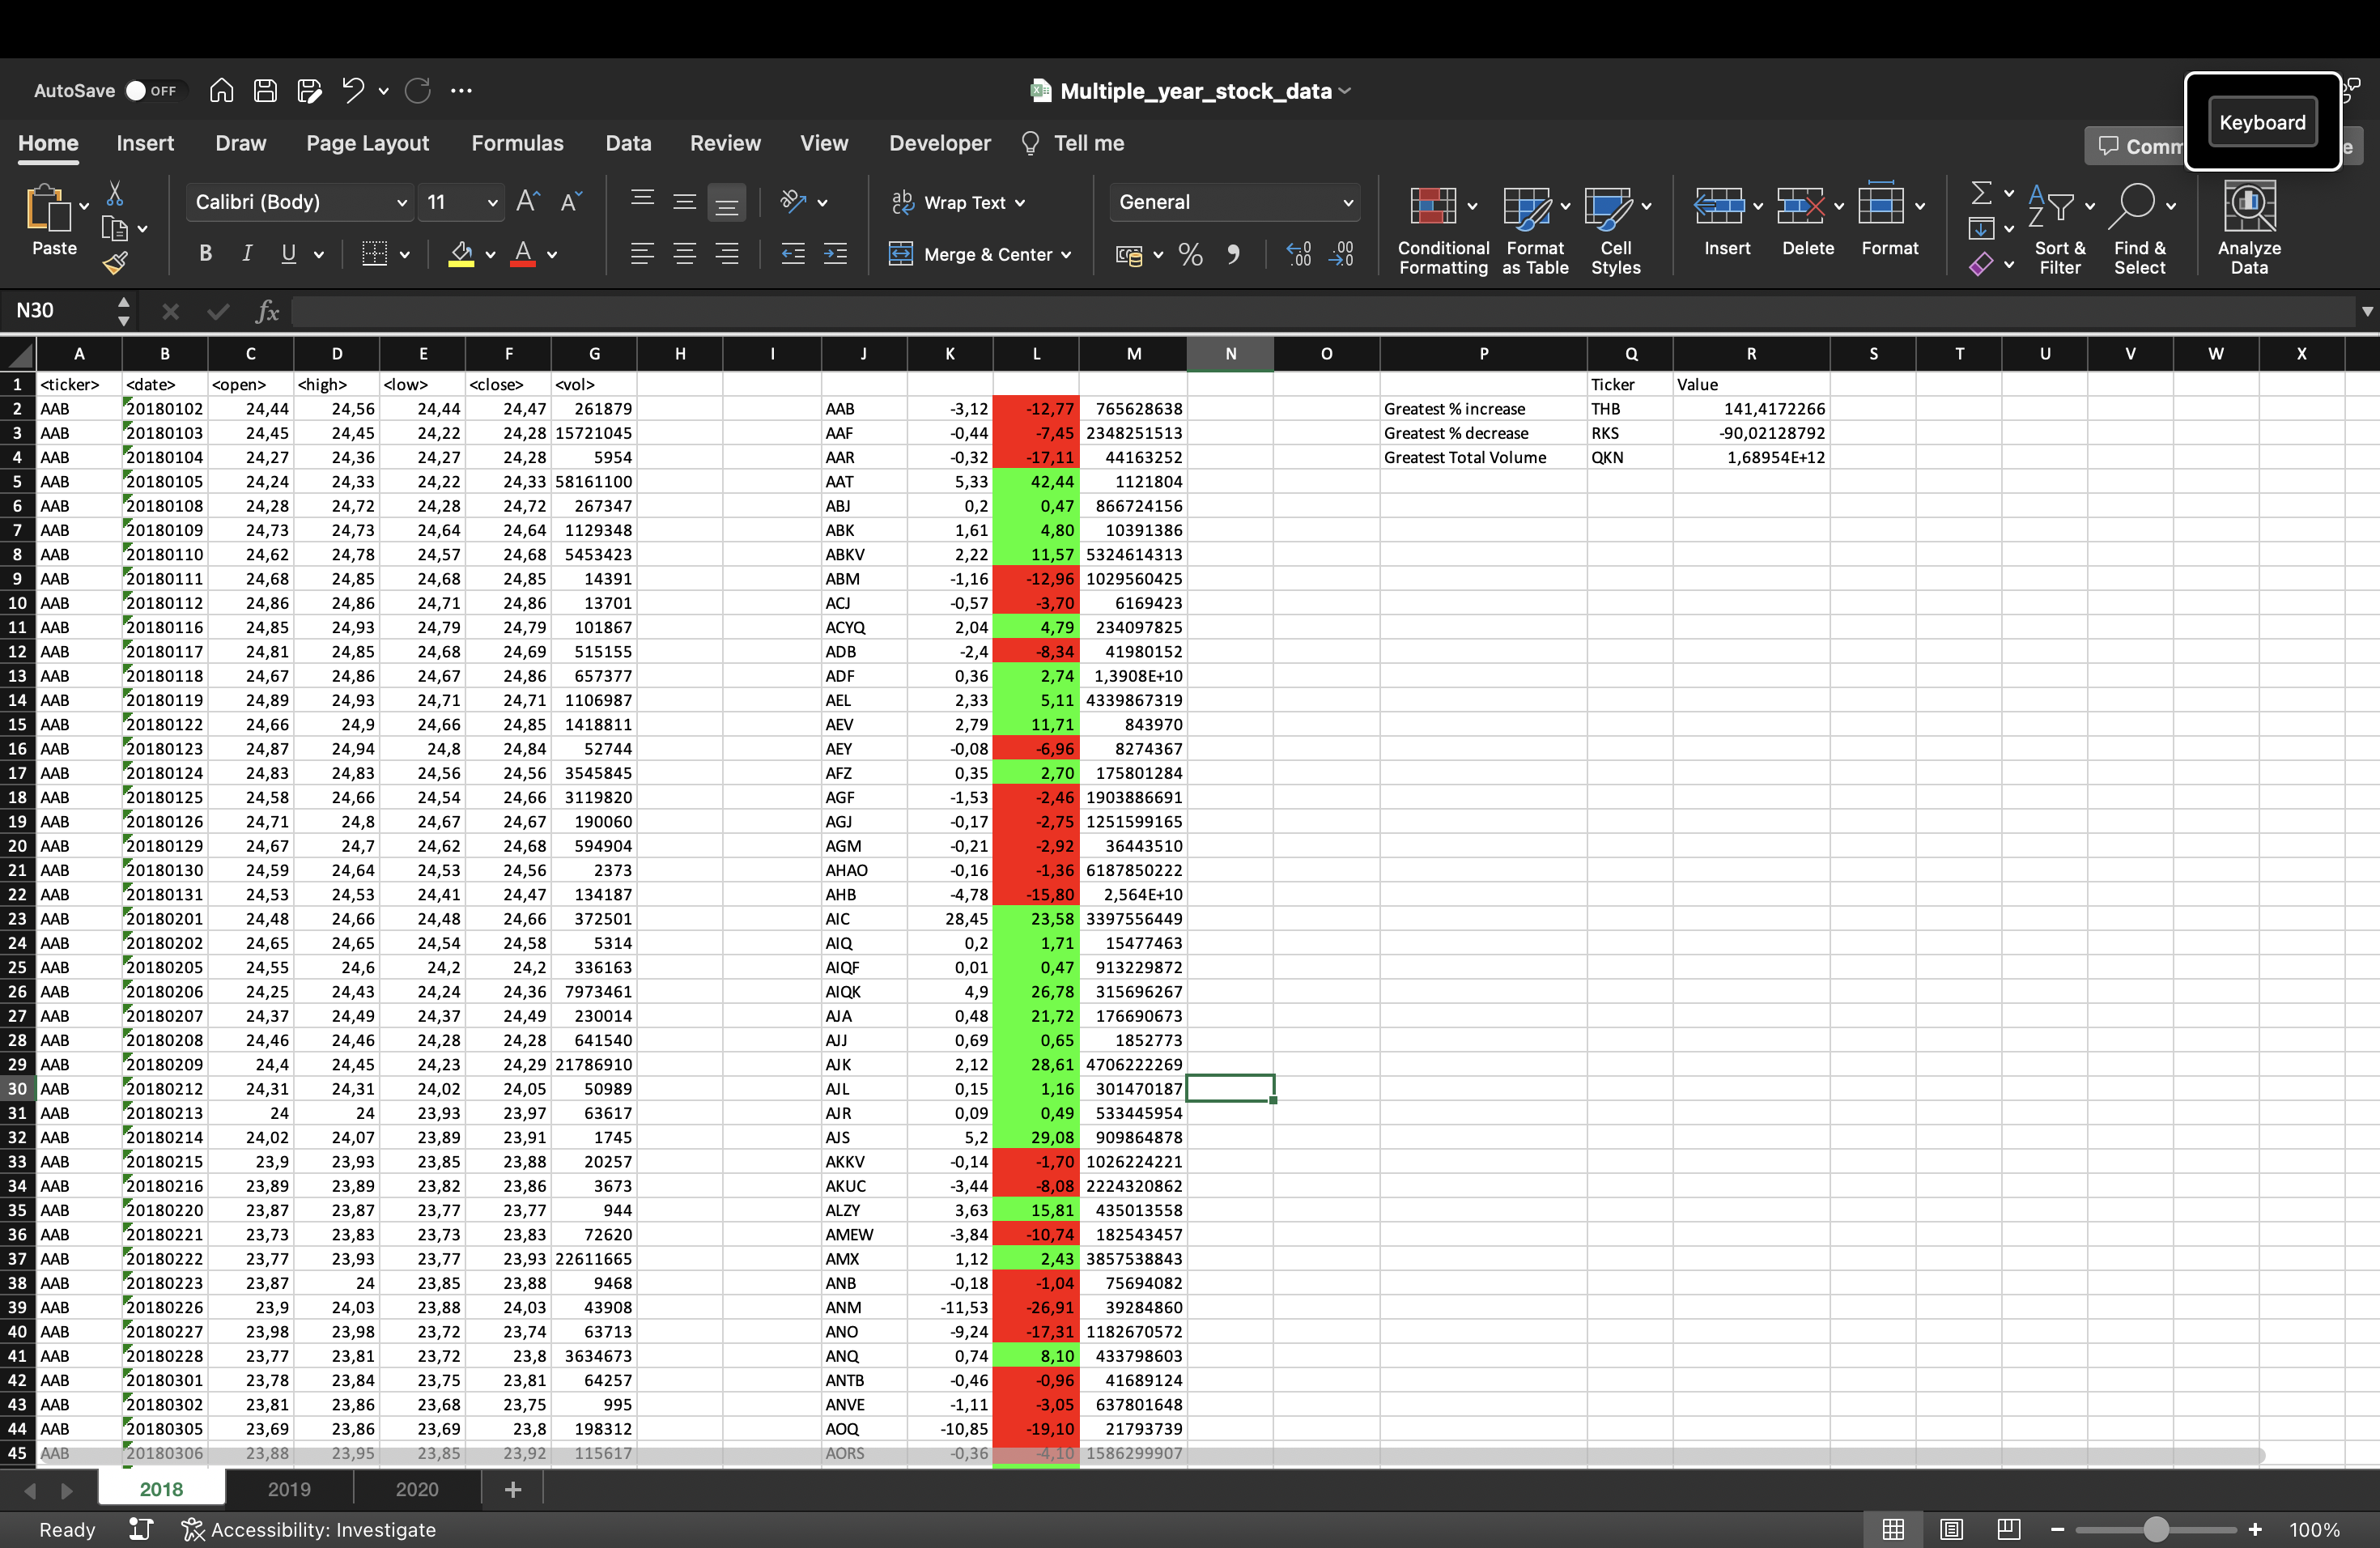 AutoSave OFF Multiple_year_stock_data
Keyboard
Home Insert Draw Page Layout Formulas Data Review View Developer Tell me Comm e
Paste Calibri (Body) 11 A^ A B I U A Wrap Text Merge & Center General % Conditional Formatting Format as Table Cell Styles Insert Delete Format Sort & Filter Find & Select Analyze Data
N30 fx
A B C D E F G H I J K L M N O P Q R S T U V W X
1 <ticker> <date> <open> <high> <low> <close> <vol> Ticker Value
2 AAB 20180102 24,44 24,56 24,44 24,47 261879 AAB -3,12 -12,77 765628638 Greatest % increase THB 141,4172266
3 AAB 20180103 24,45 24,45 24,22 24,28 15721045 AAF -0,44 -7,45 2348251513 Greatest % decrease RKS -90,02128792
4 AAB 20180104 24,27 24,36 24,27 24,28 5954 AAR -0,32 -17,11 44163252 Greatest Total Volume QKN 1,68954E+12
5 AAB 20180105 24,24 24,33 24,22 24,33 58161100 AAT 5,33 42,44 1121804
6 AAB 20180108 24,28 24,72 24,28 24,72 267347 ABJ 0,2 0,47 866724156
7 AAB 20180109 24,73 24,73 24,64 24,64 1129348 ABK 1,61 4,80 10391386
8 AAB 20180110 24,62 24,78 24,57 24,68 5453423 ABKV 2,22 11,57 5324614313
9 AAB 20180111 24,68 24,85 24,68 24,85 14391 ABM -1,16 -12,96 1029560425
10 AAB 20180112 24,86 24,86 24,71 24,86 13701 ACJ -0,57 -3,70 6169423
11 AAB 20180116 24,85 24,93 24,79 24,79 101867 ACYQ 2,04 4,79 234097825
12 AAB 20180117 24,81 24,85 24,68 24,69 515155 ADB -2,4 -8,34 41980152
13 AAB 20180118 24,67 24,86 24,67 24,86 657377 ADF 0,36 2,74 1,3908E+10
14 AAB 20180119 24,89 24,93 24,71 24,71 1106987 AEL 2,33 5,11 4339867319
15 AAB 20180122 24,66 24,9 24,66 24,85 1418811 AEV 2,79 11,71 843970
16 AAB 20180123 24,87 24,94 24,8 24,84 52744 AEY -0,08 -6,96 8274367
17 AAB 20180124 24,83 24,83 24,56 24,56 3545845 AFZ 0,35 2,70 175801284
18 AAB 20180125 24,58 24,66 24,54 24,66 3119820 AGF -1,53 -2,46 1903886691
19 AAB 20180126 24,71 24,8 24,67 24,67 190060 AGJ -0,17 -2,75 1251599165
20 AAB 20180129 24,67 24,7 24,62 24,68 594904 AGM -0,21 -2,92 36443510
21 AAB 20180130 24,59 24,64 24,53 24,56 2373 AHAO -0,16 -1,36 6187850222
22 AAB 20180131 24,53 24,53 24,41 24,47 134187 AHB -4,78 -15,80 2,564E+10
23 AAB 20180201 24,48 24,66 24,48 24,66 372501 AIC 28,45 23,58 3397556449
24 AAB 20180202 24,65 24,65 24,54 24,58 5314 AIQ 0,2 1,71 15477463
25 AAB 20180205 24,55 24,6 24,2 24,2 336163 AIQF 0,01 0,47 913229872
26 AAB 20180206 24,25 24,43 24,24 24,36 7973461 AIQK 4,9 26,78 315696267
27 AAB 20180207 24,37 24,49 24,37 24,49 230014 AJA 0,48 21,72 176690673
28 AAB 20180208 24,46 24,46 24,28 24,28 641540 AJJ 0,69 0,65 1852773
29 AAB 20180209 24,4 24,45 24,23 24,29 21786910 AJK 2,12 28,61 4706222269
30 AAB 20180212 24,31 24,31 24,02 24,05 50989 AJL 0,15 1,16 301470187
31 AAB 20180213 24 24 23,93 23,97 63617 AJR 0,09 0,49 533445954
32 AAB 20180214 24,02 24,07 23,89 23,91 1745 AJS 5,2 29,08 909864878
33 AAB 20180215 23,9 23,93 23,85 23,88 20257 AKKV -0,14 -1,70 1026224221
34 AAB 20180216 23,89 23,89 23,82 23,86 3673 AKUC -3,44 -8,08 2224320862
35 AAB 20180220 23,87 23,87 23,77 23,77 944 ALZY 3,63 15,81 435013558
36 AAB 20180221 23,73 23,83 23,73 23,83 72620 AMEW -3,84 -10,74 182543457
37 AAB 20180222 23,77 23,93 23,77 23,93 22611665 AMX 1,12 2,43 3857538843
38 AAB 20180223 23,87 24 23,85 23,88 9468 ANB -0,18 -1,04 75694082
39 AAB 20180226 23,9 24,03 23,88 24,03 43908 ANM -11,53 -26,91 39284860
40 AAB 20180227 23,98 23,98 23,72 23,74 63713 ANO -9,24 -17,31 1182670572
41 AAB 20180228 23,77 23,81 23,72 23,8 3634673 ANQ 0,74 8,10 433798603
42 AAB 20180301 23,78 23,84 23,75 23,81 64257 ANTB -0,46 -0,96 41689124
43 AAB 20180302 23,81 23,86 23,68 23,75 995 ANVE -1,11 -3,05 637801648
44 AAB 20180305 23,69 23,86 23,69 23,8 198312 AOQ -10,85 -19,10 21793739
45 AAB 20180306 23,88 23,95 23,85 23,92 115617 AORS -0,36 -4,10 1586299907
2018 2019 2020 +
Ready Accessibility: Investigate 100%